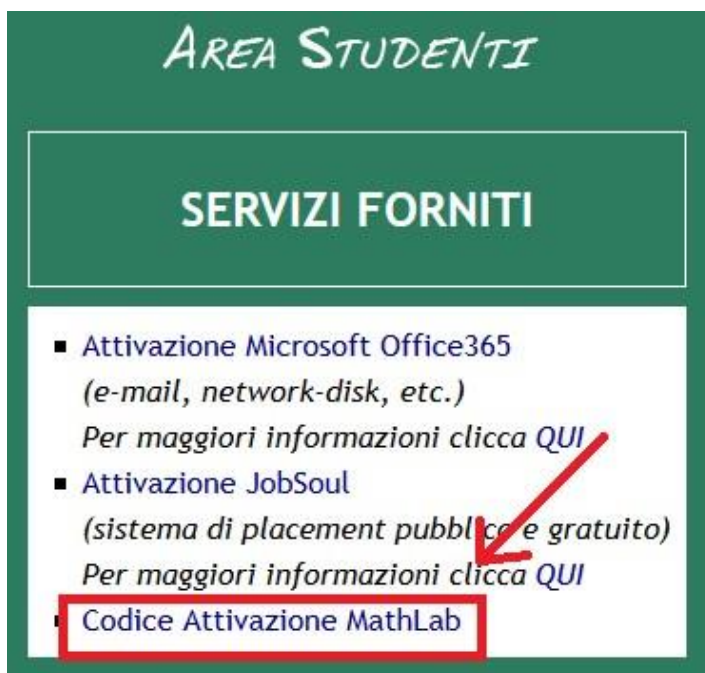 AREA STUDENTI
SERVIZI FORNITI
Attivazione Microsoft Office365
(e-mail, network-disk, etc.)
Per maggiori informazioni clicca QUI
Attivazione JobSoul
(sistema di placement pubblico e gratuito)
Per maggiori informazioni clicca QUI
Codice Attivazione MathLab